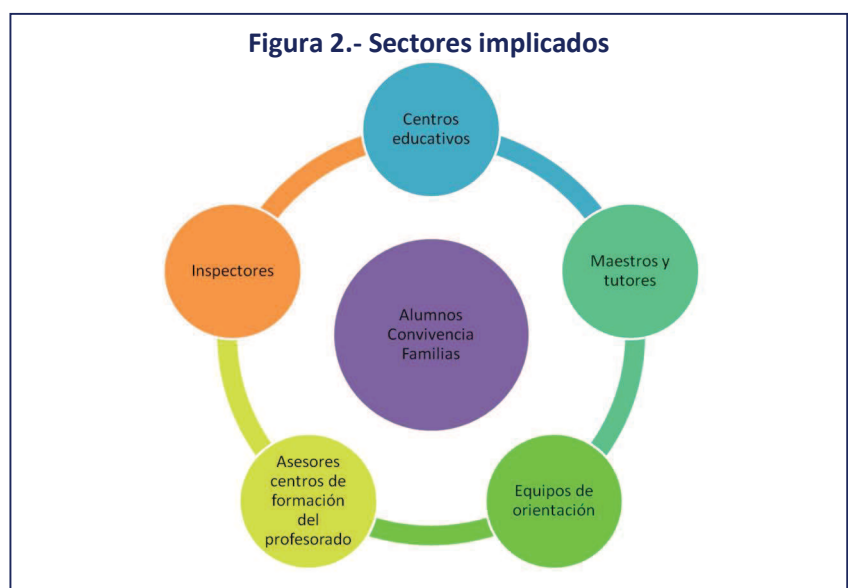 Figura 2.- Sectores implicados
Centros
educativos
Maestros y
tutores
Equipos de
orientación
Asesores
centros de
formación
del
profesorado
Inspectores
Alumnos
Convivencia
Familias